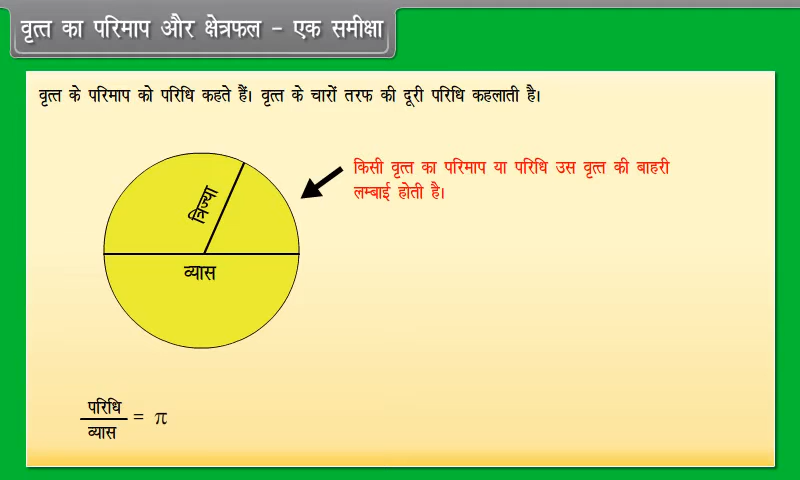 वृत्त का परिमाप और क्षेत्रफल - एक समीक्षा
वृत्त के परिमाप को परिधि कहते हैं। वृत्त के चारों तरफ की दूरी परिधि कहलाती है।
किसी वृत्त का परिमाप या परिधि उस वृत्त की बाहरी
लम्बाई होती है।
त्रिज्या
व्यास
परिधि
व्यास
= π